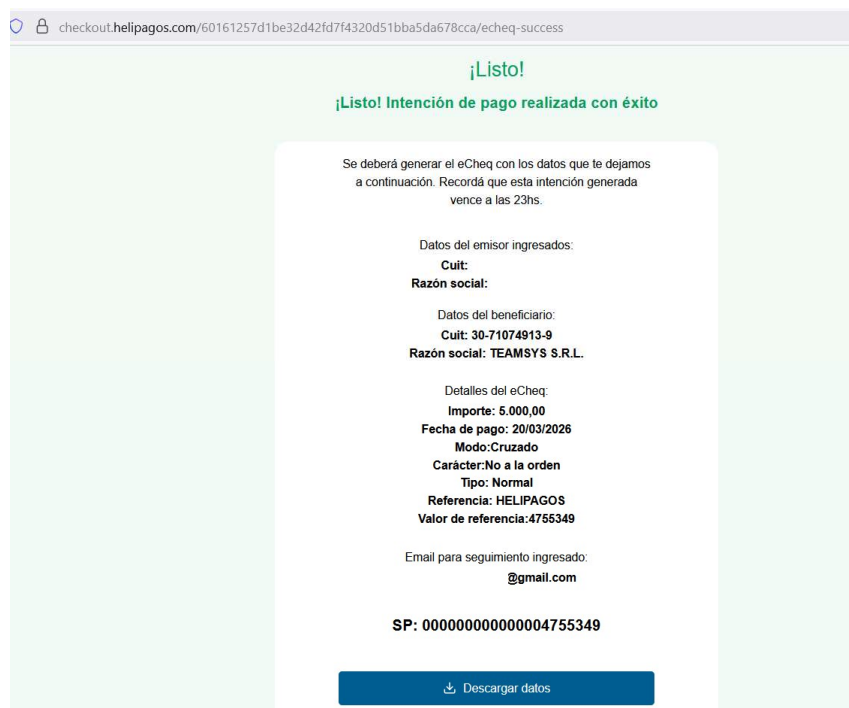 checkout.helipagos.com/60161257d1be32d42fd7f4320d51bba5da678cca/echeq-success
¡Listo!
¡Listo! Intención de pago realizada con éxito
Se deberá generar el eCheq con los datos que te dejamos
a continuación. Recordá que esta intención generada
vence a las 23hs.
Datos del emisor ingresados:
Cuit:
Razón social:
Datos del beneficiario:
Cuit: 30-71074913-9
Razón social: TEAMSYS S.R.L.
Detalles del eCheq:
Importe: 5.000,00
Fecha de pago: 20/03/2026
Modo:Cruzado
Carácter:No a la orden
Tipo: Normal
Referencia: HELIPAGOS
Valor de referencia:4755349
Email para seguimiento ingresado:
@gmail.com
SP: 000000000000004755349
Descargar datos